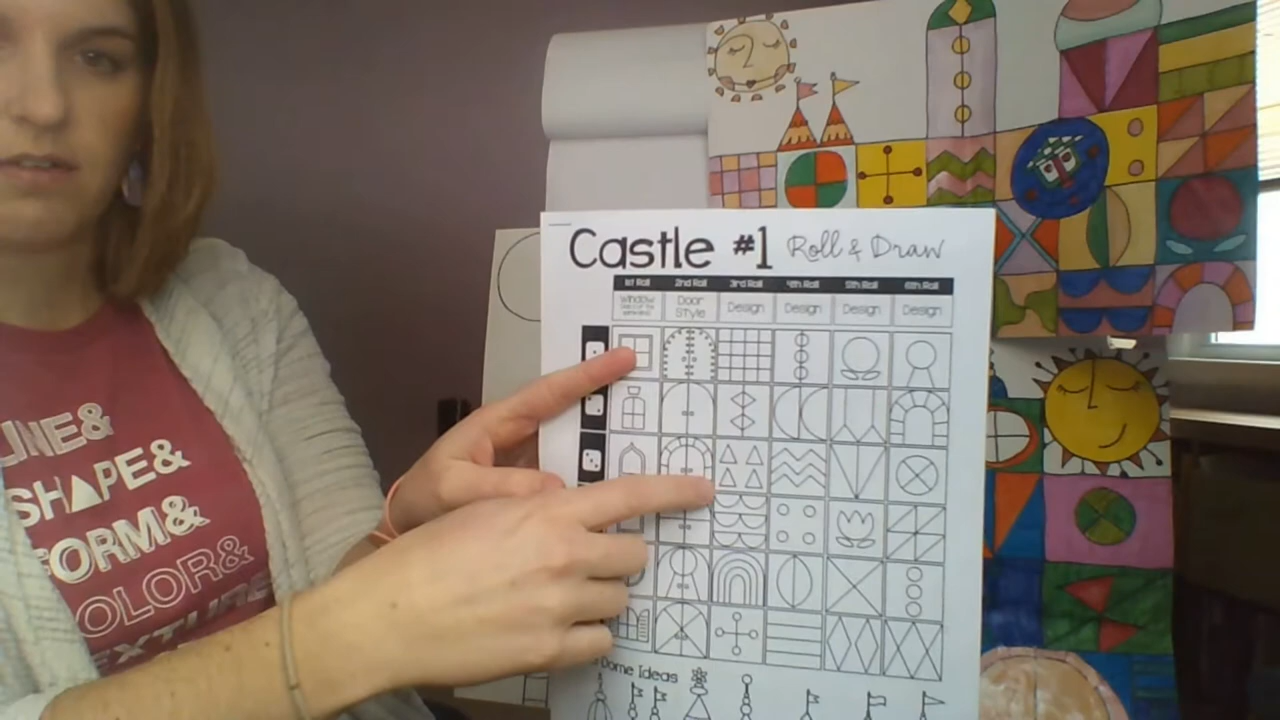 Castle #1 Roll & Draw
1st Roll 2nd Roll 3rd Roll 4th Roll 5th Roll 6th Roll
Window Door Style Design Design Design Design
Dome Ideas
LINE&
SHAPE&
FORM&
COLOR&
TEXTURE